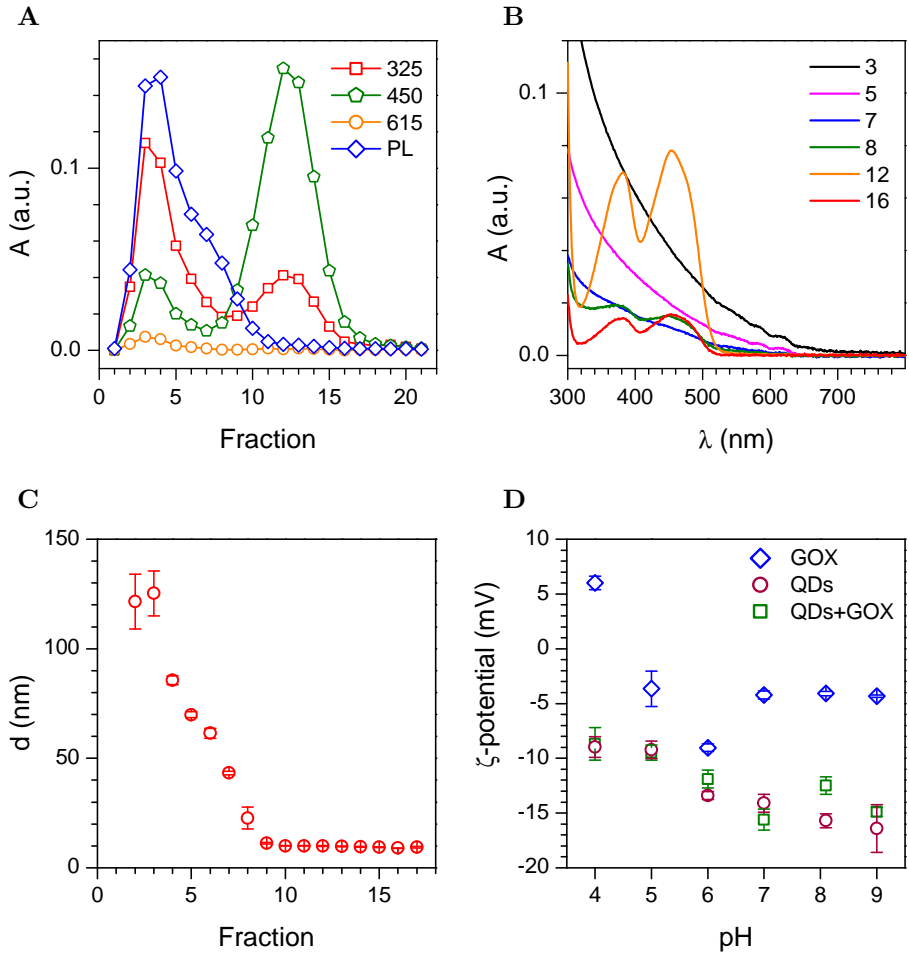 A
325
450
615
PL
0.1
0.0
A (a.u.)
0 5 10 15 20
Fraction
B
3
5
7
8
12
16
0.1
0.0
A (a.u.)
300 400 500 600 700
λ (nm)
C
150
100
50
0
d (nm)
0 5 10 15
Fraction
D
GOX
QDs
QDs+GOX
10
5
0
-5
-10
-15
-20
ζ-potential (mV)
4 5 6 7 8 9
pH